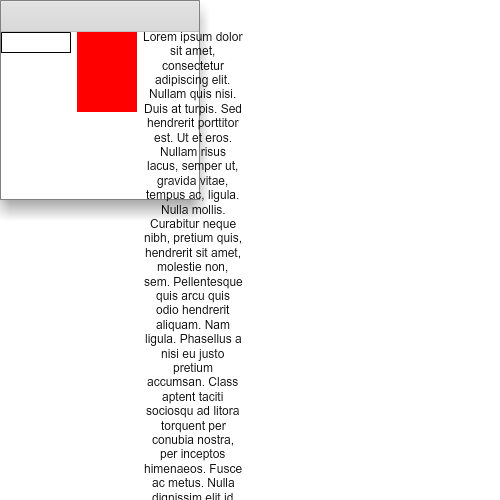 Lorem ipsum dolor
sit amet,
consectetur
adipiscing elit.
Nullam quis nisi.
Duis at turpis. Sed
hendrerit porttitor
est. Ut et eros.
Nullam risus
lacus, semper ut,
gravida vitae,
tempus ac, ligula.
Nulla mollis.
Curabitur neque
nibh, pretium quis,
hendrerit sit amet,
molestie non,
sem. Pellentesque
quis arcu quis
odio hendrerit
aliquam. Nam
ligula. Phasellus a
nisi eu justo
pretium
accumsan. Class
aptent taciti
sociosqu ad litora
torquent per
conubia nostra,
per inceptos
himenaeos. Fusce
ac metus. Nulla
dignissim elit id